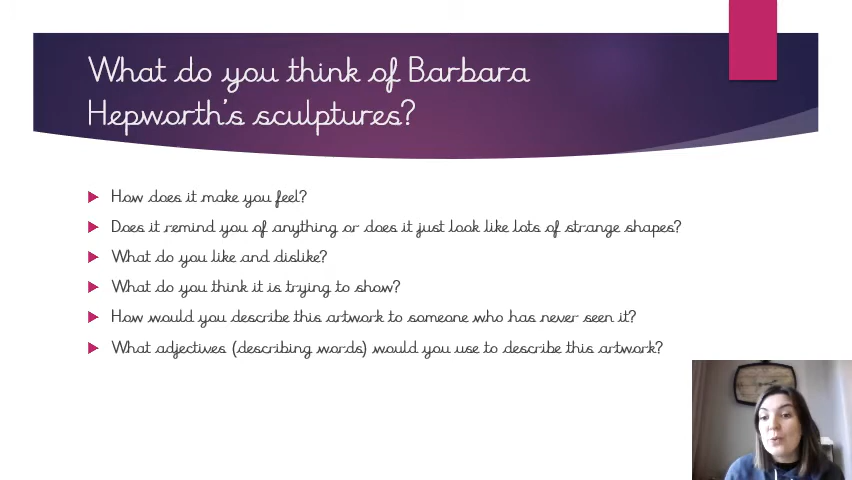 What do you think of Barbara
Hepworth's sculptures?
How does it make you feel?
Does it remind you of anything or does it just look like lots of strange shapes?
What do you like and dislike?
What do you think it is trying to show?
How would you describe this artwork to someone who has never seen it?
What adjectives (describing words) would you use to describe this artwork?